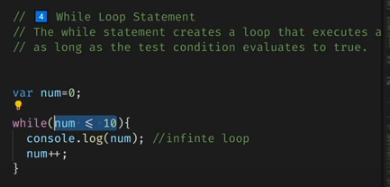 // 4 While Loop Statement
// The while statement creates a loop that executes a
// as long as the test condition evaluates to true.
var num=0;
while(num <= 10){
console.log(num); //infinte loop
num++;
}